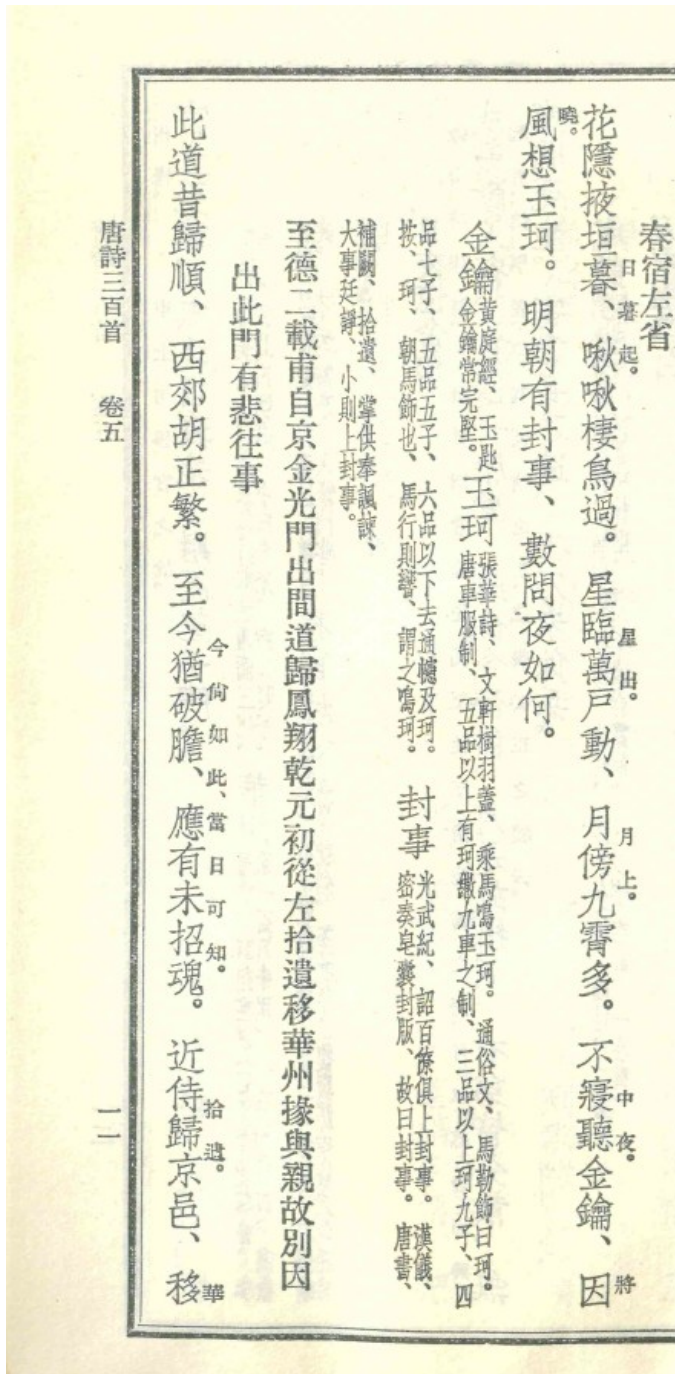 春宿左省
日暮起。 星出。 月上。 中夜。 將
花隱掖垣暮、啾啾棲鳥過。星臨萬戶動、月傍九霄多。不寢聽金鑰、因
曉。
風想玉珂。明朝有封事、數問夜如何。
金鑰 黃庭經、玉匙金鑰常完堅。 玉珂 張華詩、文軒樹羽蓋、乘馬鳴玉珂。通俗文、馬勒飾曰珂。唐車服制、五品以上有珂繖九車之制、三品以上珂九子、四
品七子、五品五子、六品以下去通幰及珂。按、珂、朝馬飾也、馬行則響、謂之鳴珂。 封事 光武紀、詔百僚俱上封事。漢儀、密奏皂囊封版、故曰封事。唐書、
補闕、拾遺、掌供奉諷諫、大事廷諍、小則上封事。
至德二載甫自京金光門出間道歸鳳翔乾元初從左拾遺移華州掾與親故別因
出此門有悲往事
今尙如此、當日可知。 拾遺。 華
此道昔歸順、西郊胡正繁。至今猶破膽、應有未招魂。近侍歸京邑、移
唐詩三百首 卷五 一一